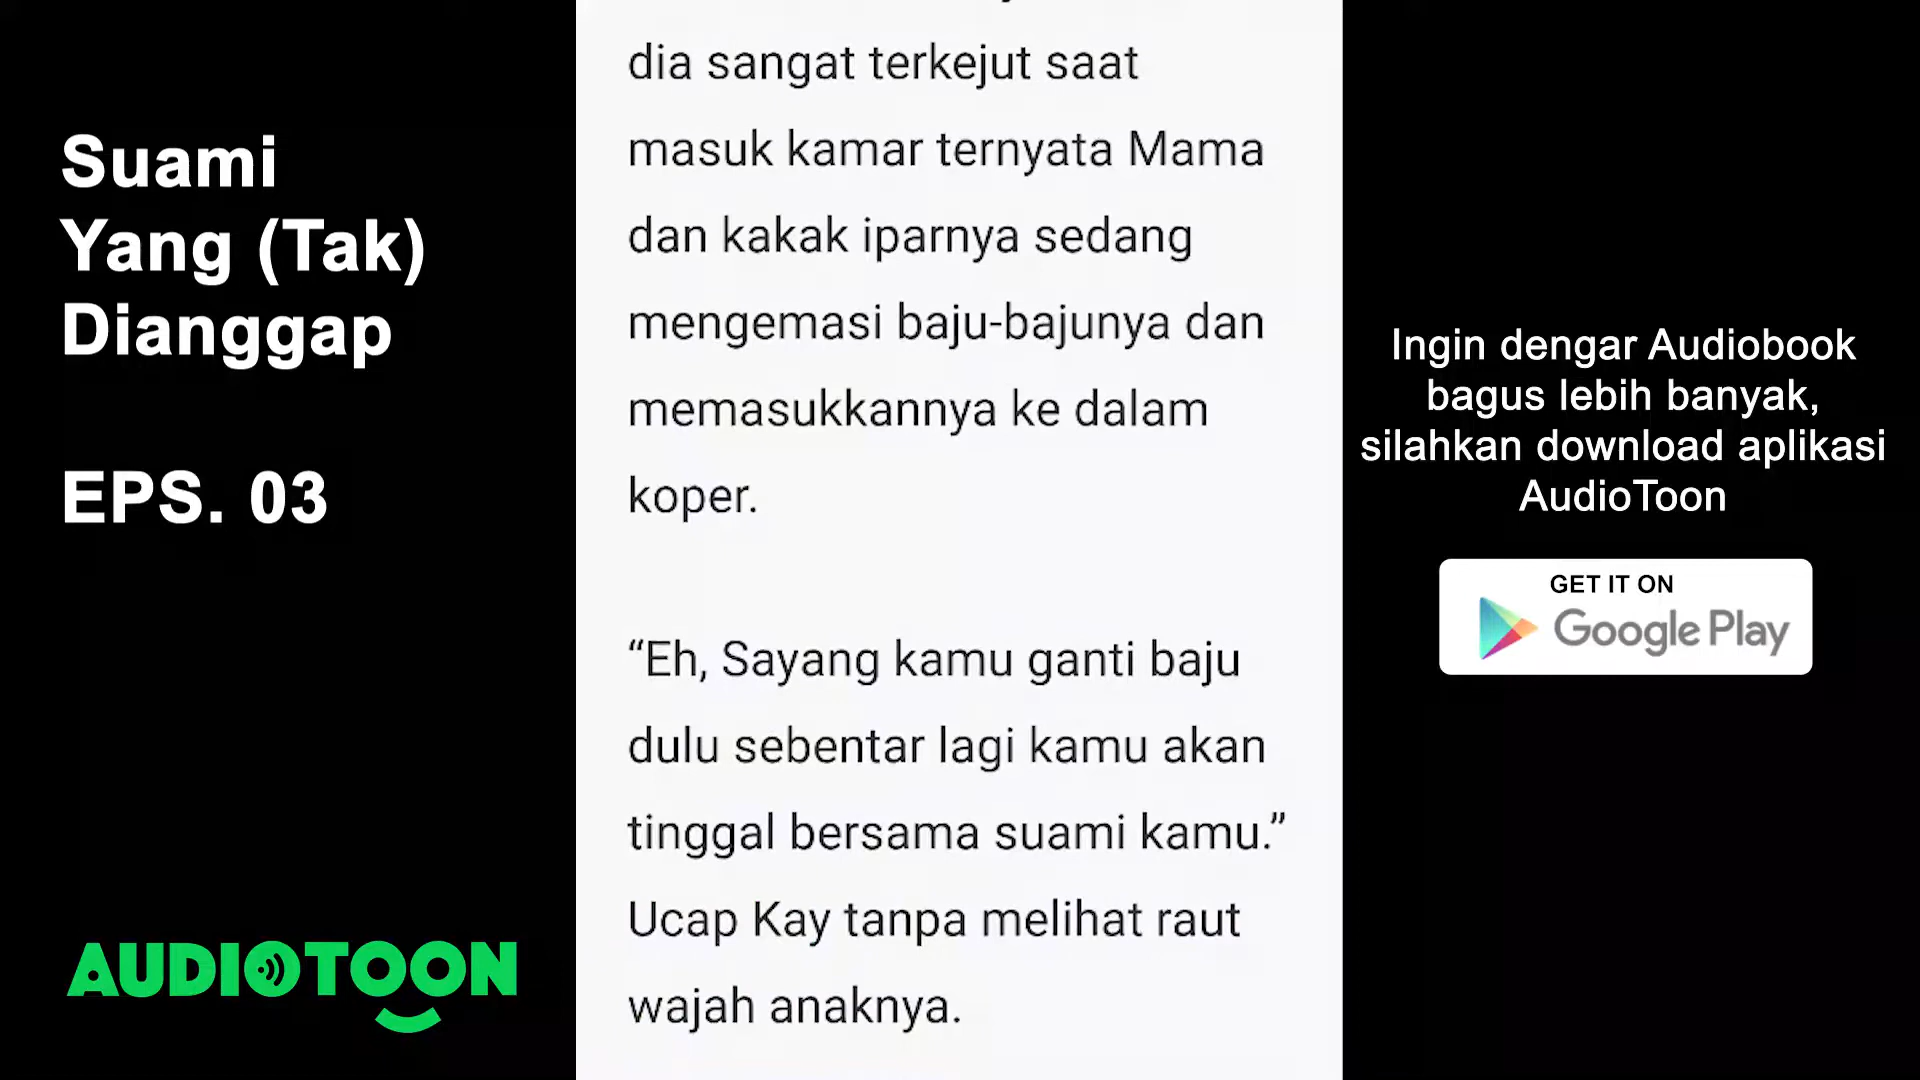 Suami
Yang (Tak)
Dianggap
EPS. 03
AUDIOTOON
dia sangat terkejut saat
masuk kamar ternyata Mama
dan kakak iparnya sedang
mengemasi baju-bajunya dan
memasukkannya ke dalam
koper.
“Eh, Sayang kamu ganti baju
dulu sebentar lagi kamu akan
tinggal bersama suami kamu.”
Ucap Kay tanpa melihat raut
wajah anaknya.
Ingin dengar Audiobook
bagus lebih banyak,
silahkan download aplikasi
AudioToon
GET IT ON
Google Play